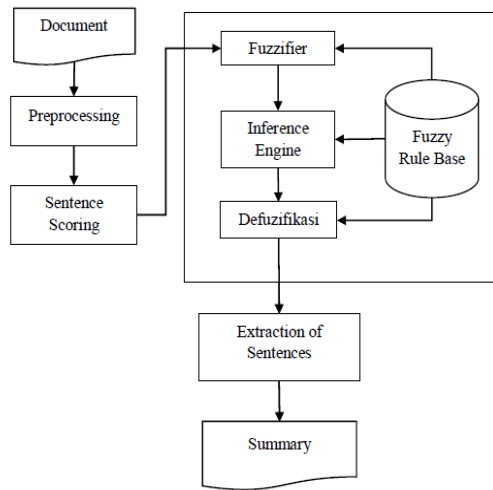 Document
Preprocessing
Sentence
Scoring
Fuzzifier
Inference
Engine
Defuzifikasi
Fuzzy
Rule Base
Extraction of
Sentences
Summary